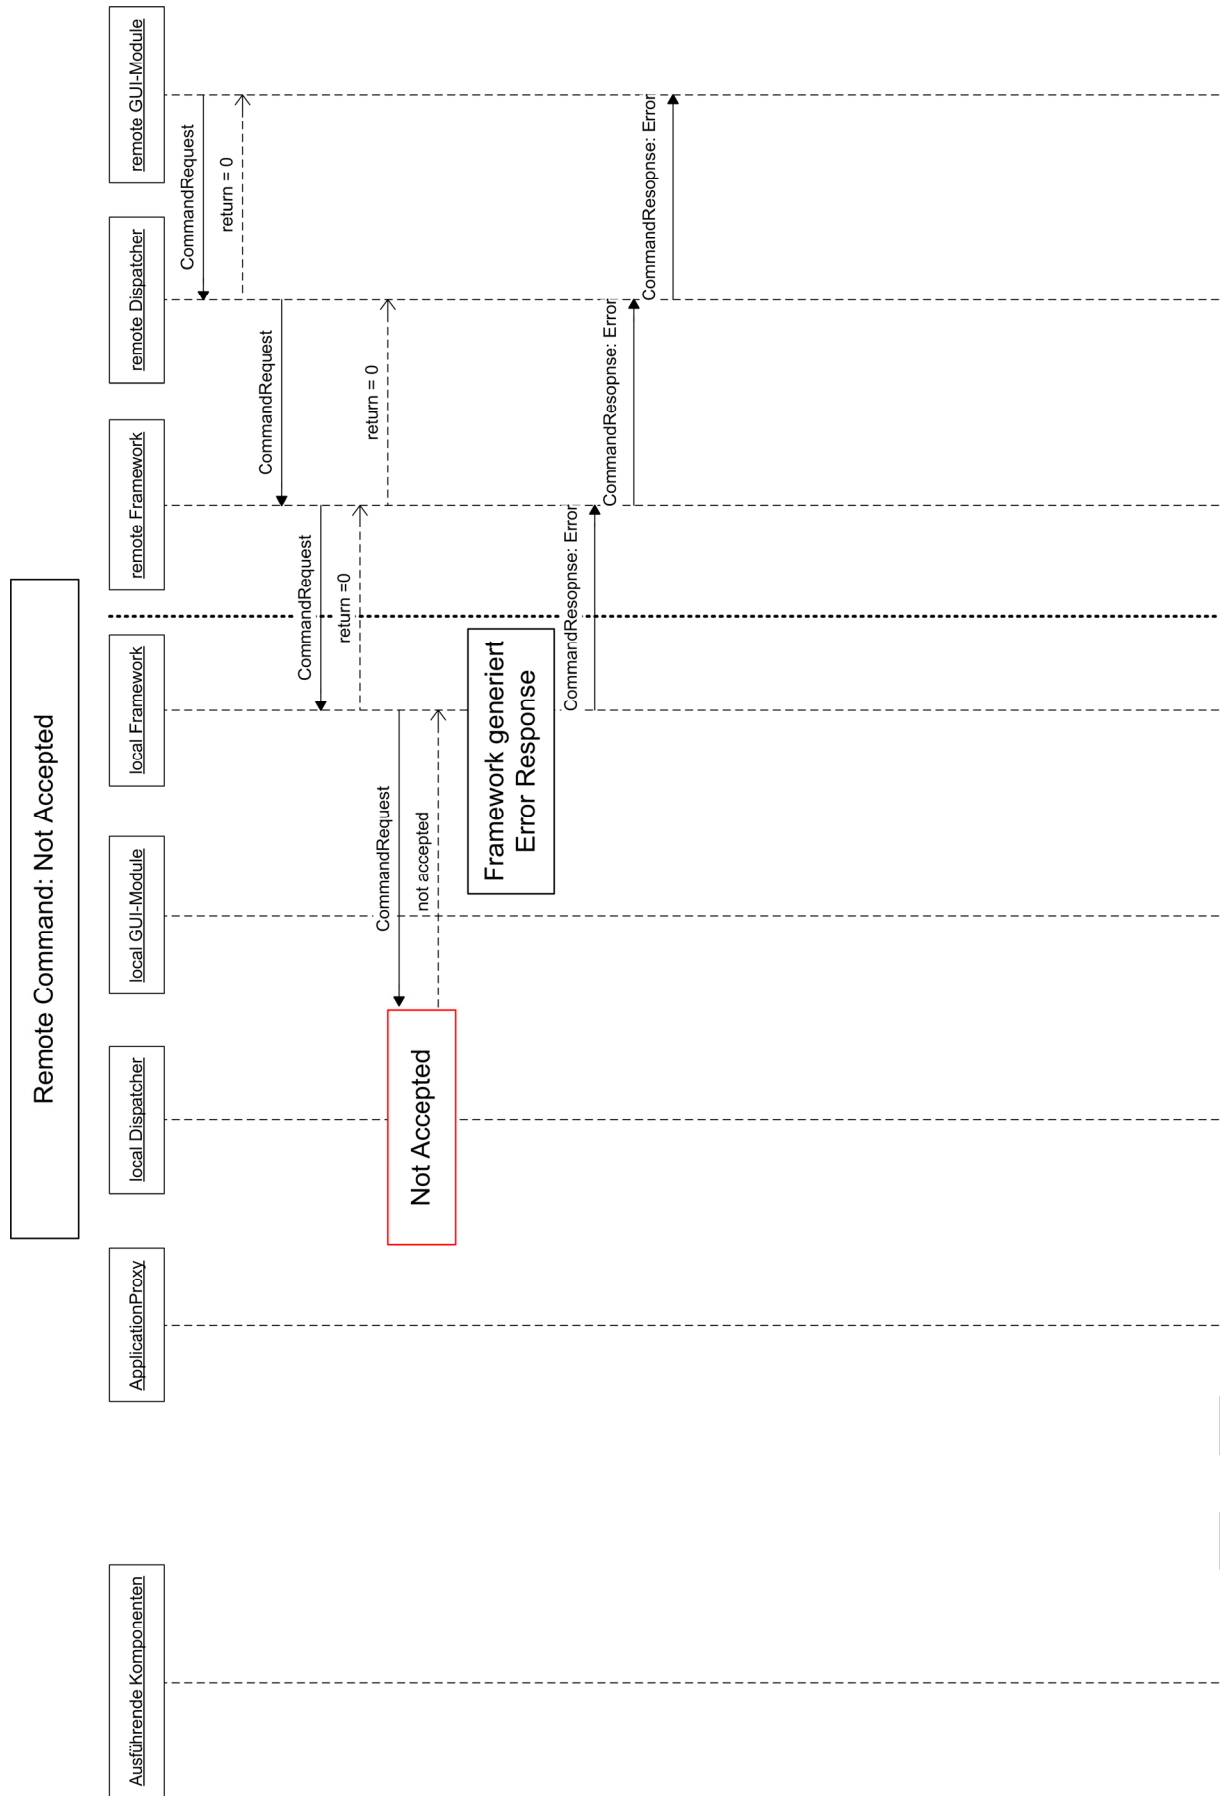 Remote Command: Not Accepted
Ausführende Komponenten
ApplicationProxy
local Dispatcher
local GUI-Module
local Framework
remote Framework
remote Dispatcher
remote GUI-Module
CommandRequest
return = 0
CommandRequest
CommandRequest
return =0
return = 0
CommandRequest
Not Accepted
not accepted
Framework generiert
Error Response
CommandResopnse: Error
CommandResopnse: Error
CommandResopnse: Error